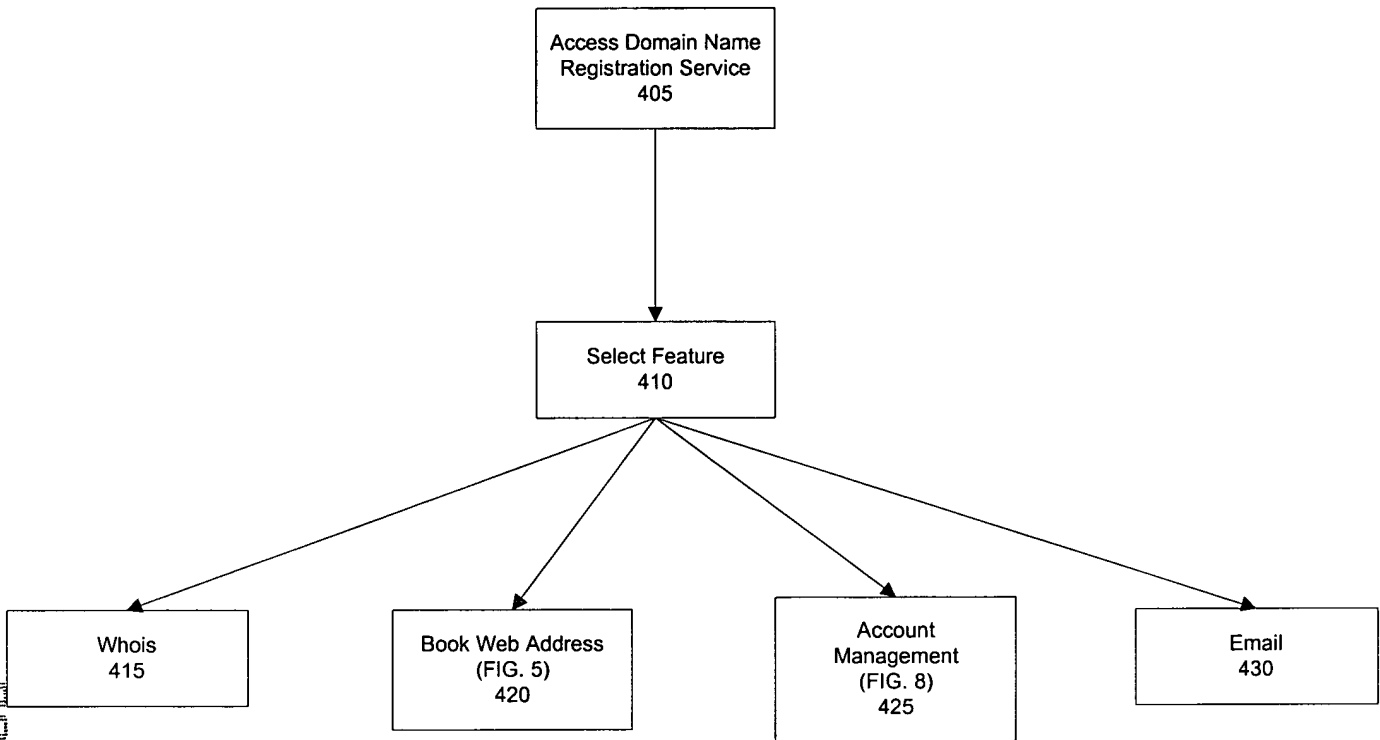 Access Domain Name
Registration Service
405
Select Feature
410
Whois
415
Book Web Address
(FIG. 5)
420
Account
Management
(FIG. 8)
425
Email
430